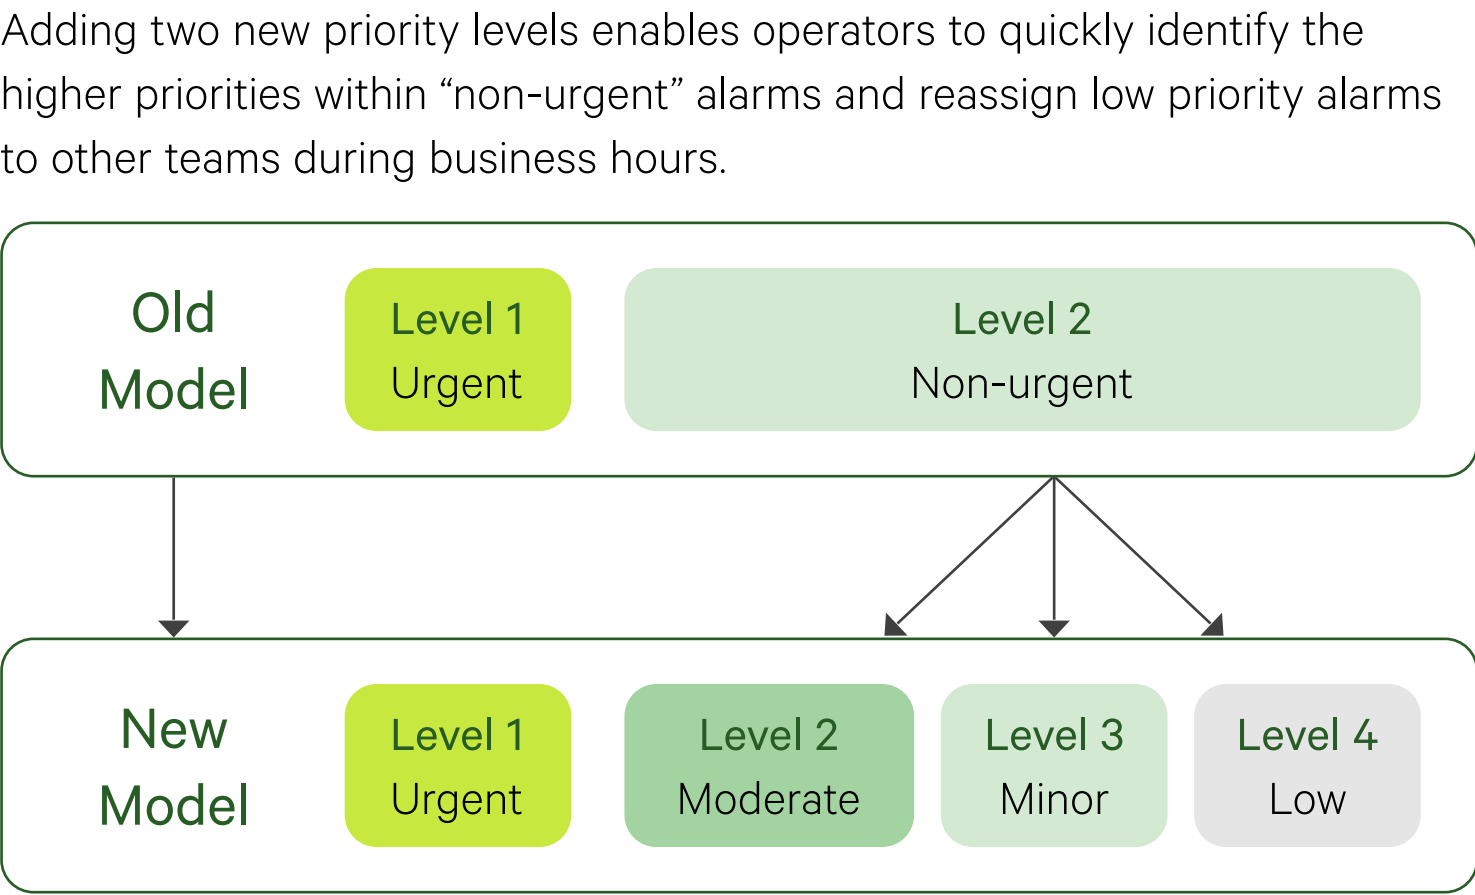 Adding two new priority levels enables operators to quickly identify the
higher priorities within “non-urgent” alarms and reassign low priority alarms
to other teams during business hours.
Old
Model
Level 1
Urgent
Level 2
Non-urgent
New
Model
Level 1
Urgent
Level 2
Moderate
Level 3
Minor
Level 4
Low